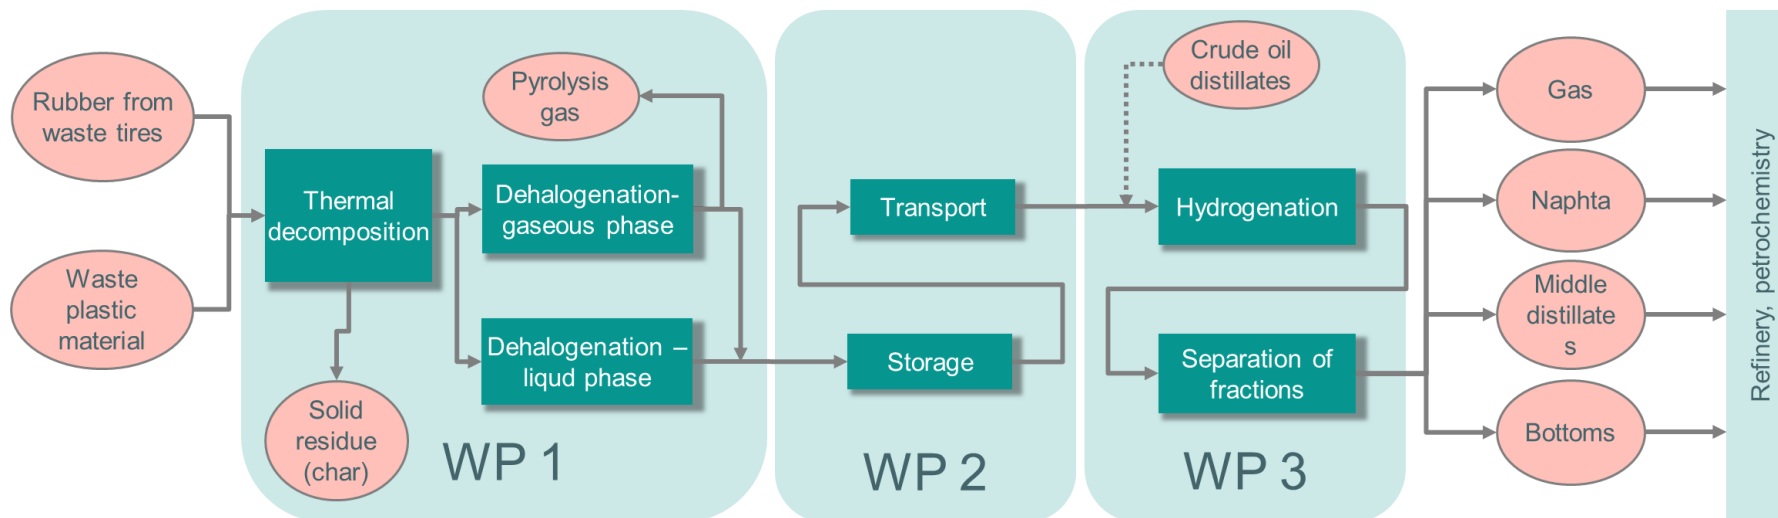 Rubber from
waste tires
Waste
plastic
material
Thermal
decomposition
Solid
residue
(char)
Pyrolysis
gas
Dehalogenation-
gaseous phase
Dehalogenation –
liqud phase
WP 1
Transport
Storage
WP 2
Crude oil
distillates
Hydrogenation
Separation of
fractions
WP 3
Gas
Naphta
Middle
distillate
s
Bottoms
Refinery, petrochemistry